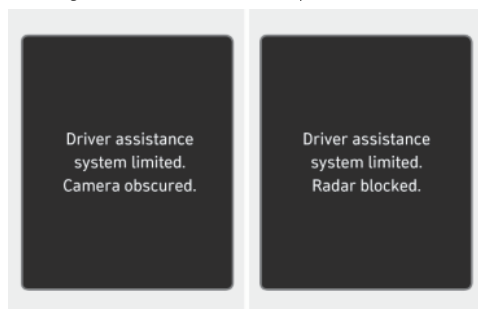 Driver assistance
system limited.
Camera obscured.
Driver assistance
system limited.
Radar blocked.